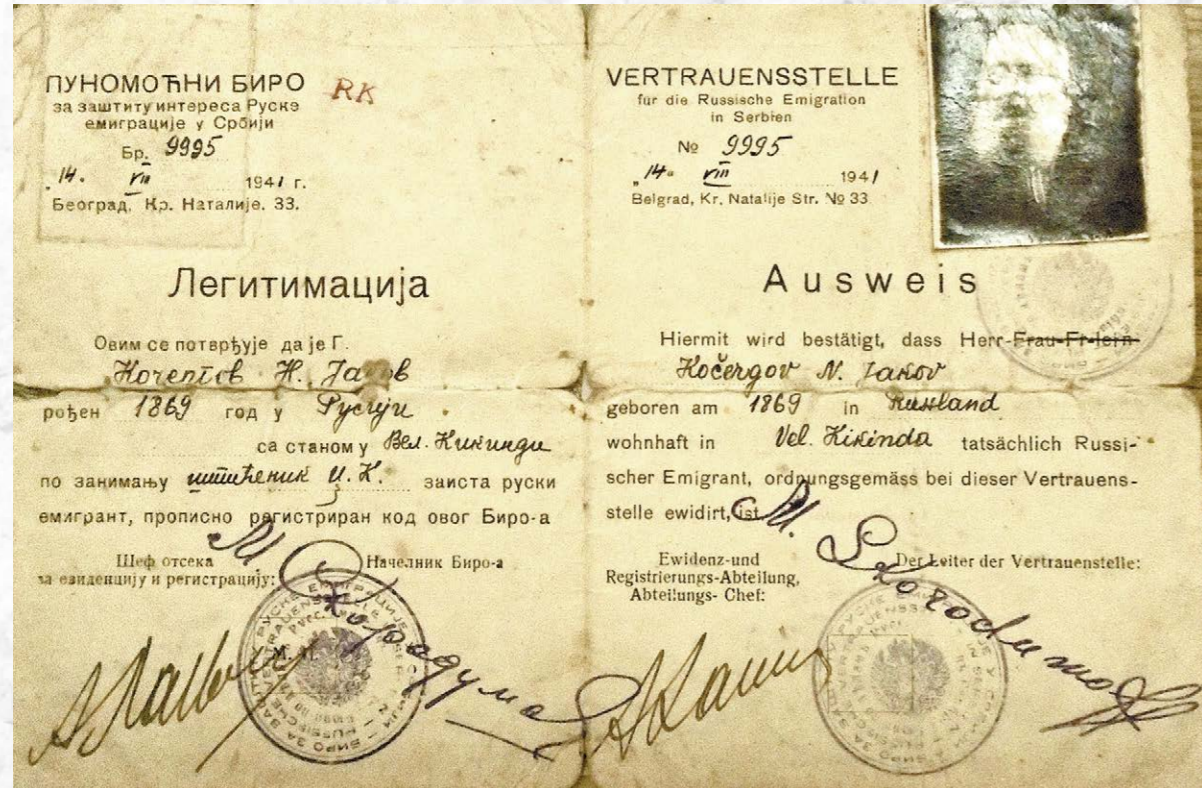 ПУНОМОЋНИ БИРО
за заштиту интереса Руске
емиграције у Србији
RK
Бр. 9995
„14. VIII 1941 г.
Београд, Кр. Наталије. 33.
Легитимација
Овим се потврђује да је Г.
рођен 1869 год у Русији
са станом у Вел. Кикинди
по занимању И. К. заиста руски
емигрант, прописно регистриран код овог Биро-а
Шеф отсека
за евиденцију и регистрацију:
Начелник Биро-а
VERTRAUENSSTELLE
für die Russische Emigration
in Serbien
№ 9995
„14. VIII 1941
Belgrad, Kr. Natalije Str. № 33
Ausweis
Hiermit wird bestätigt, dass Herr-Frau-Fr-lein
Kočergov N. Jakov
geboren am 1869 in Russland
wohnhaft in Vel. Kikinda tatsächlich Russi-
scher Emigrant, ordnungsgemäss bei dieser Vertrauens-
stelle ewidirt, ist
Ewidenz-und
Registrierungs-Abteilung,
Abteilungs- Chef:
Der Leiter der Vertrauenstelle:
M. Skorodumoff